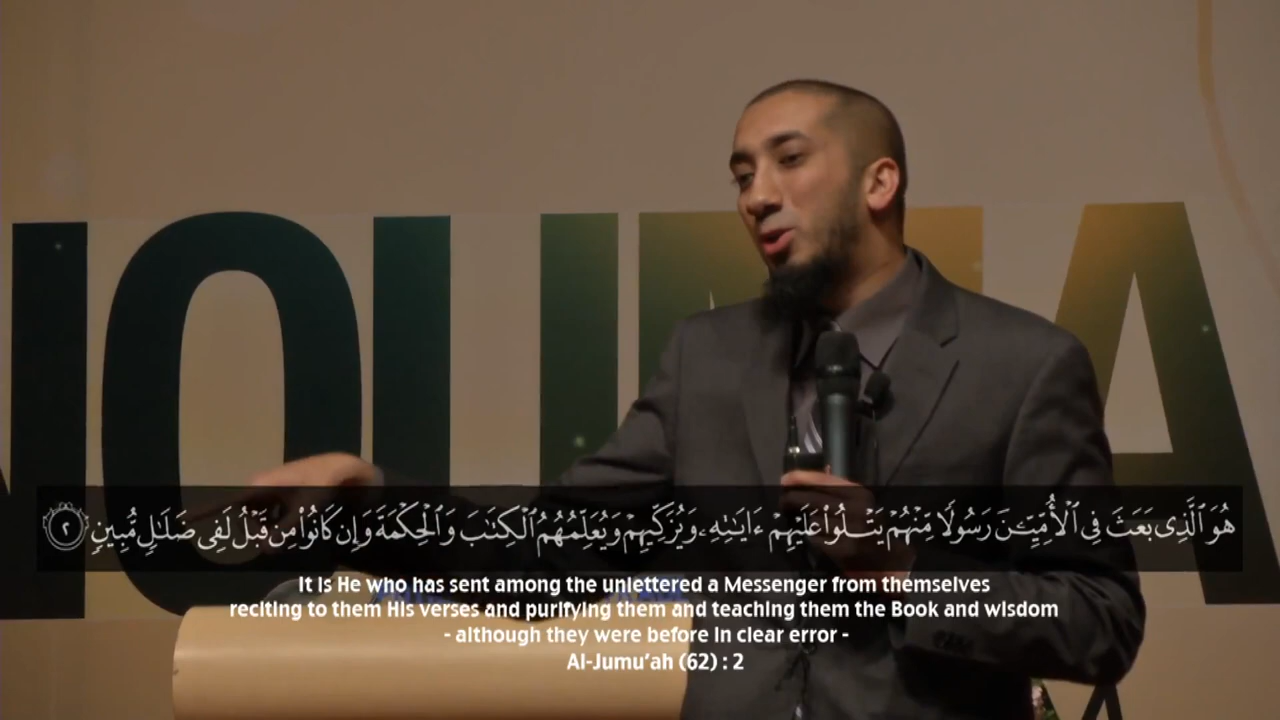 هُوَ ٱلَّذِى بَعَثَ فِى ٱلْأُمِّيِّـۧنَ رَسُولًا مِّنْهُمْ يَتْلُوا۟ عَلَيْهِمْ ءَايَـٰتِهِۦ وَيُزَكِّيهِمْ وَيُعَلِّمُهُمُ ٱلْكِتَـٰبَ وَٱلْحِكْمَةَ وَإِن كَانُوا۟ مِن قَبْلُ لَفِى ضَلَـٰلٍ مُّبِينٍ ٢
It is He who has sent among the unlettered a Messenger from themselves
reciting to them His verses and purifying them and teaching them the Book and wisdom
- although they were before in clear error -
Al-Jumu'ah (62) : 2